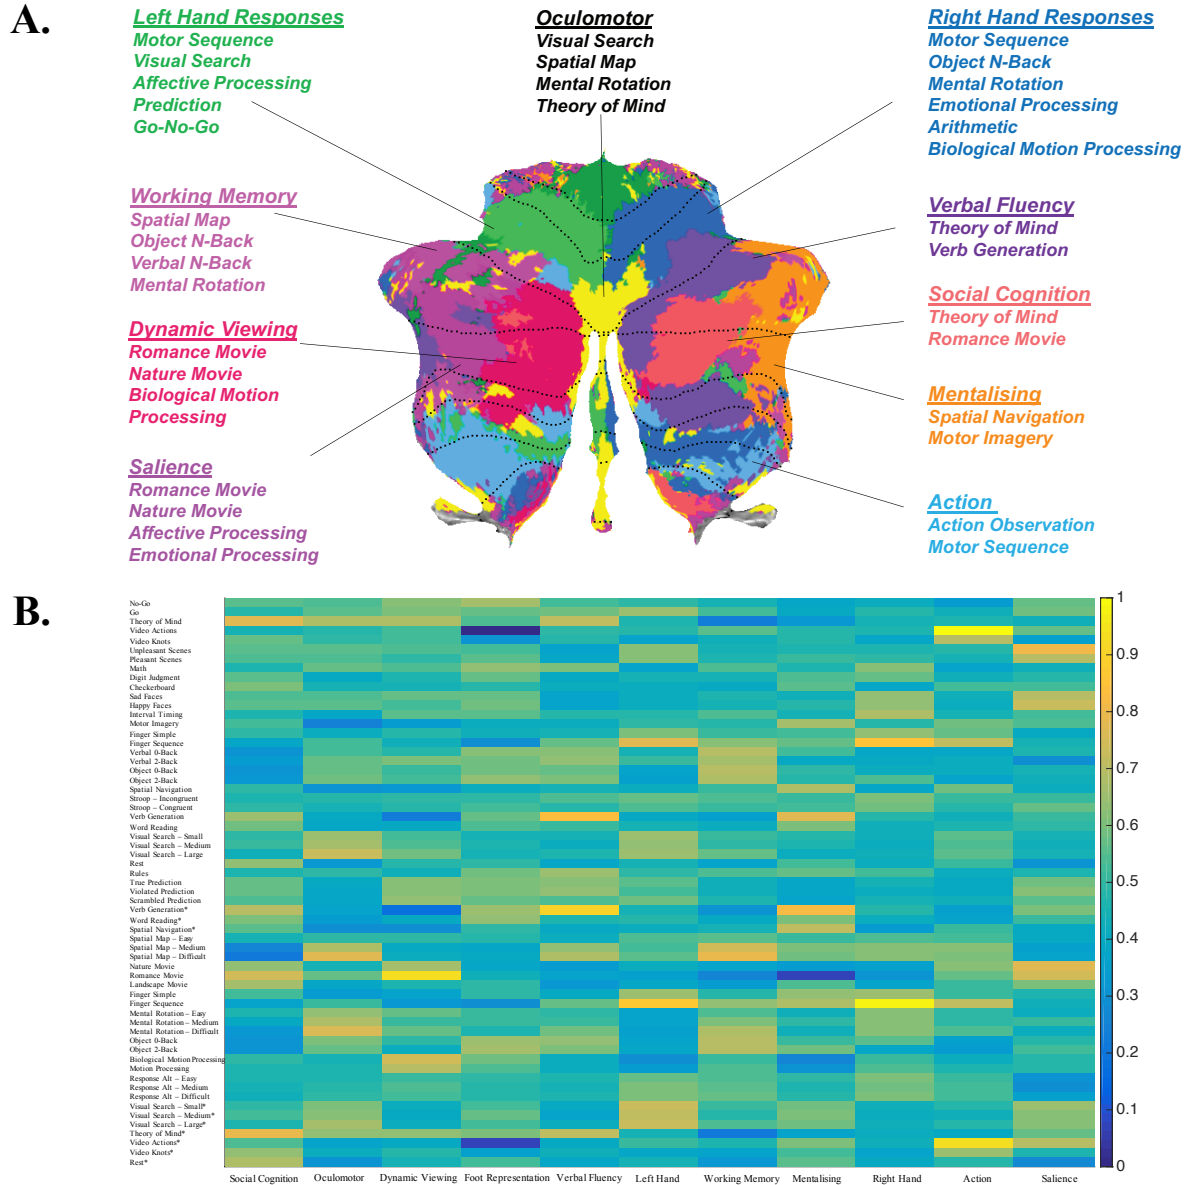 A.
Left Hand Responses
Motor Sequence
Visual Search
Affective Processing
Prediction
Go-No-Go
Oculomotor
Visual Search
Spatial Map
Mental Rotation
Theory of Mind
Right Hand Responses
Motor Sequence
Object N-Back
Mental Rotation
Emotional Processing
Arithmetic
Biological Motion Processing
Working Memory
Spatial Map
Object N-Back
Verbal N-Back
Mental Rotation
Verbal Fluency
Theory of Mind
Verb Generation
Social Cognition
Theory of Mind
Romance Movie
Dynamic Viewing
Romance Movie
Nature Movie
Biological Motion
Processing
Mentalising
Spatial Navigation
Motor Imagery
Salience
Romance Movie
Nature Movie
Affective Processing
Emotional Processing
Action
Action Observation
Motor Sequence
B.
No-Go
Go
Theory of Mind
Video Actions
Video Knots
Unpleasant Scenes
Pleasant Scenes
Math
Digit Judgment
Checkerboard
Sad Faces
Happy Faces
Interval Timing
Motor Imagery
Finger Simple
Finger Sequence
Verbal 0-Back
Verbal 2-Back
Object 0-Back
Object 2-Back
Spatial Navigation
Stroop – Incongruent
Stroop – Congruent
Verb Generation
Word Reading
Visual Search – Small
Visual Search – Medium
Visual Search – Large
Rest
Rules
True Prediction
Violated Prediction
Scrambled Prediction
Verb Generation*
Word Reading*
Spatial Navigation*
Spatial Map – Easy
Spatial Map – Medium
Spatial Map – Difficult
Nature Movie
Romance Movie
Landscape Movie
Finger Simple
Finger Sequence
Mental Rotation – Easy
Mental Rotation – Medium
Mental Rotation – Difficult
Object 0-Back
Object 2-Back
Biological Motion Processing
Motion Processing
Response Alt – Easy
Response Alt – Medium
Response Alt – Difficult
Visual Search – Small*
Visual Search – Medium*
Visual Search – Large*
Theory of Mind*
Video Actions*
Video Knots*
Rest*
1
0.9
0.8
0.7
0.6
0.5
0.4
0.3
0.2
0.1
0
Social Cognition Oculomotor Dynamic Viewing Foot Representation Verbal Fluency Left Hand Working Memory Mentalising Right Hand Action Salience